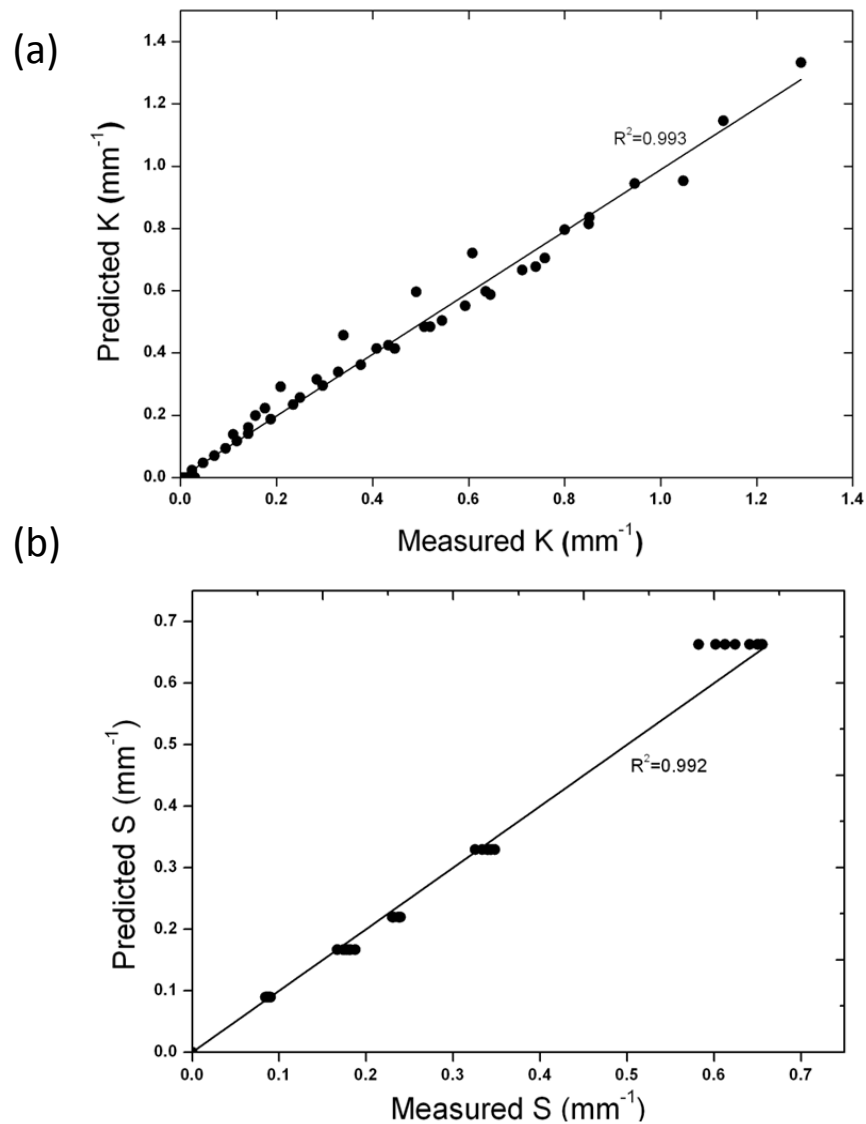 (a)
1.4
1.2
1.0
0.8
0.6
0.4
0.2
0.0
Predicted K (mm⁻¹)
R²=0.993
0.0 0.2 0.4 0.6 0.8 1.0 1.2 1.4
Measured K (mm⁻¹)
(b)
0.7
0.6
0.5
0.4
0.3
0.2
0.1
0.0
Predicted S (mm⁻¹)
R²=0.992
0.1 0.2 0.3 0.4 0.5 0.6 0.7
Measured S (mm⁻¹)